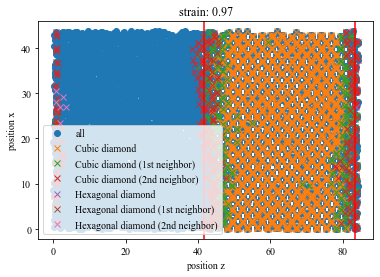 strain: 0.97
position x
40
30
20
10
0
all
Cubic diamond
Cubic diamond (1st neighbor)
Cubic diamond (2nd neighbor)
Hexagonal diamond
Hexagonal diamond (1st neighbor)
Hexagonal diamond (2nd neighbor)
0 20 40 60 80
position z